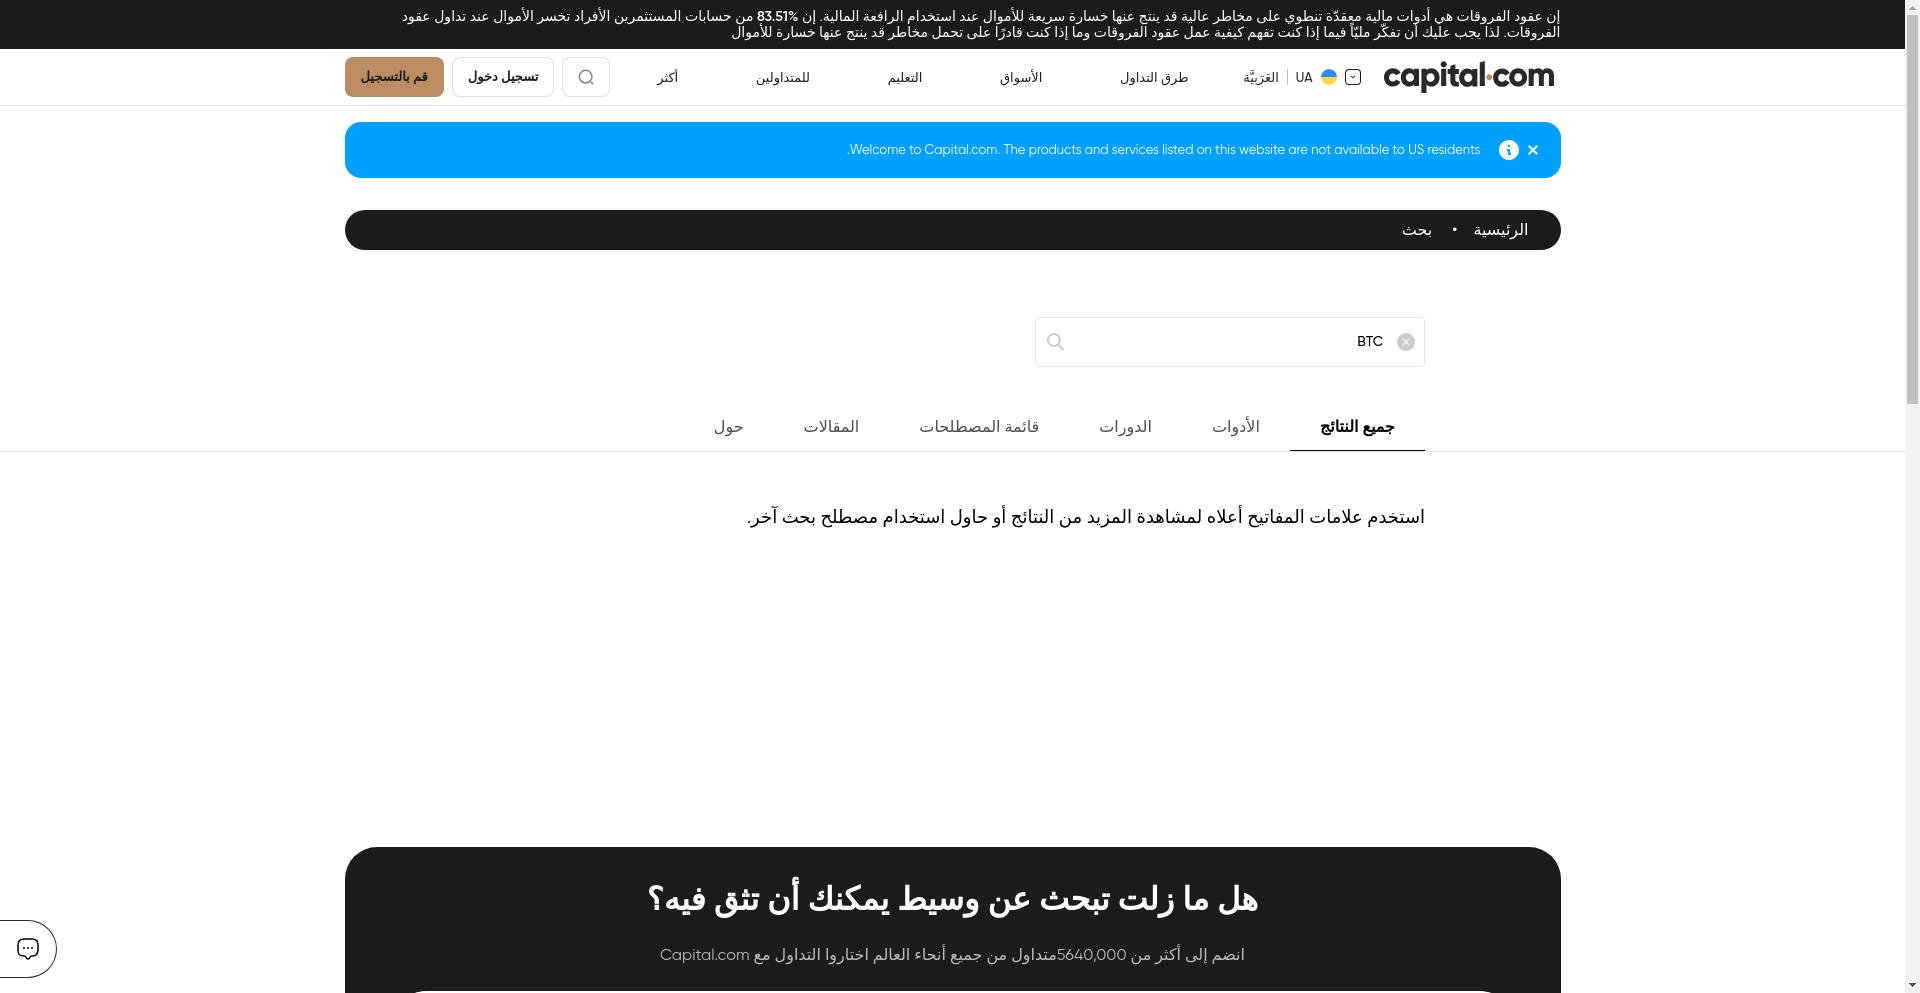 إن عقود الفروقات هي أدوات مالية معقدّة تنطوي على مخاطر عالية قد ينتج عنها خسارة سريعة للأموال عند استخدام الرافعة المالية. إن 83.51% من حسابات المستثمرين الأفراد تخسر الأموال عند تداول عقود
الفروقات. لذا يجب عليك أن تفكّر مليّاً فيما إذا كنت تفهم كيفية عمل عقود الفروقات وما إذا كنت قادرًا على تحمل مخاطر قد ينتج عنها خسارة للأموال
capital.com
UA العَرَبِيَّة
طرق التداول
الأسواق
التعليم
للمتداولين
أكثر
تسجيل دخول
قم بالتسجيل
Welcome to Capital.com. The products and services listed on this website are not available to US residents.
الرئيسية • بحث
BTC
جميع النتائج
الأدوات
الدورات
قائمة المصطلحات
المقالات
حول
استخدم علامات المفاتيح أعلاه لمشاهدة المزيد من النتائج أو حاول استخدام مصطلح بحث آخر.
هل ما زلت تبحث عن وسيط يمكنك أن تثق فيه؟
انضم إلى أكثر من 5640,000متداول من جميع أنحاء العالم اختاروا التداول مع Capital.com